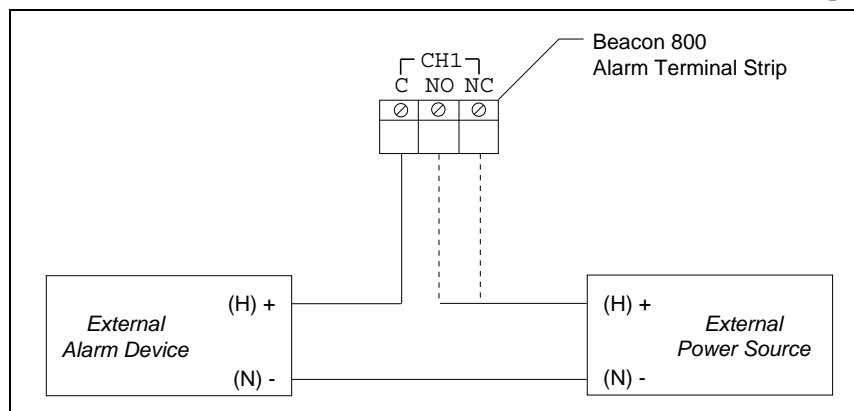 Beacon 800
Alarm Terminal Strip
CH1
C NO NC
(H) +
External
Alarm Device
(N) -
(H) +
External
Power Source
(N) -